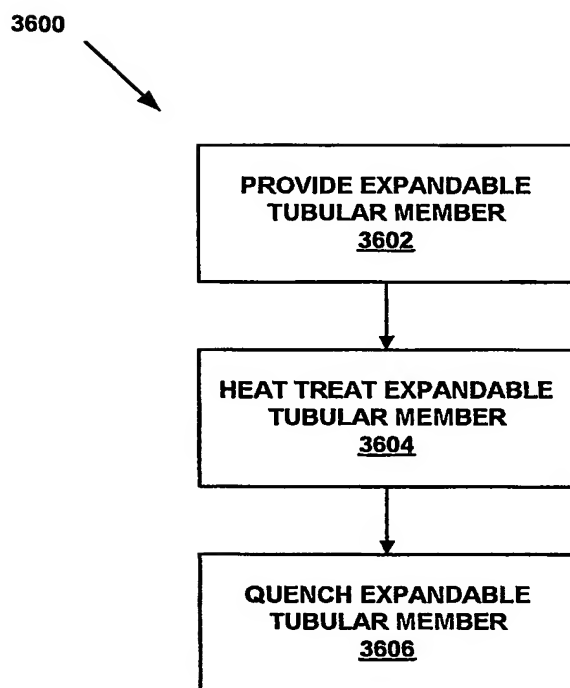 3600
PROVIDE EXPANDABLE
TUBULAR MEMBER
3602
HEAT TREAT EXPANDABLE
TUBULAR MEMBER
3604
QUENCH EXPANDABLE
TUBULAR MEMBER
3606